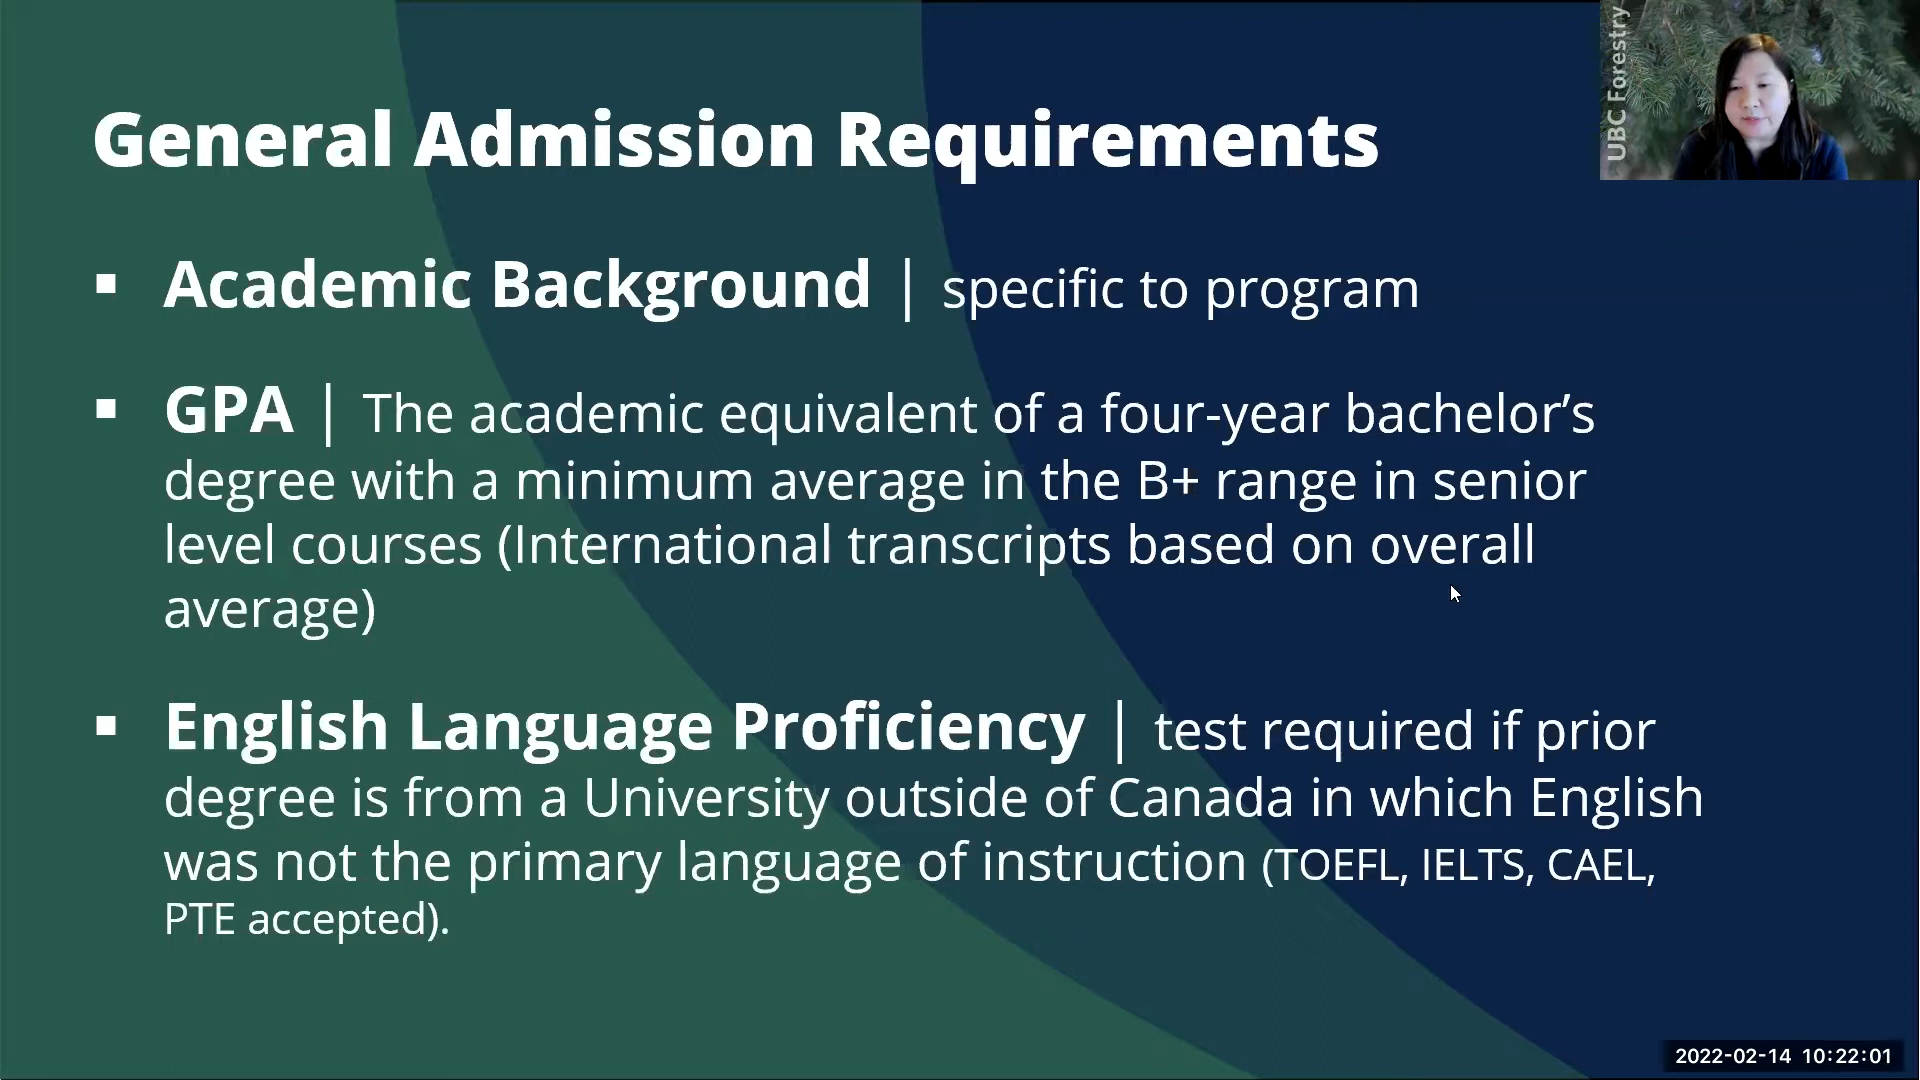 General Admission Requirements
UBC Forestry
▪ Academic Background | specific to program
▪ GPA | The academic equivalent of a four-year bachelor’s
degree with a minimum average in the B+ range in senior
level courses (International transcripts based on overall
average)
▪ English Language Proficiency | test required if prior
degree is from a University outside of Canada in which English
was not the primary language of instruction (TOEFL, IELTS, CAEL,
PTE accepted).
2022-02-14 10:22:01